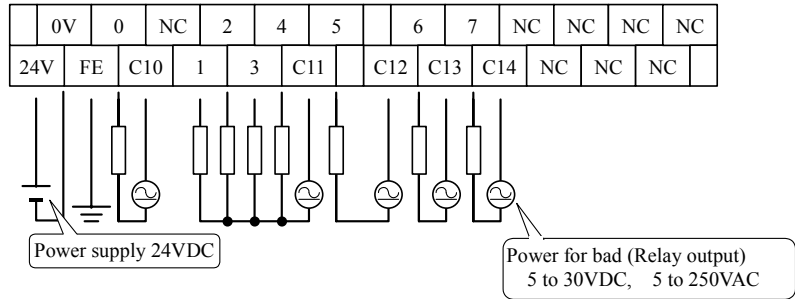 0V 0 NC 2 4 5 6 7 NC NC NC NC
24V FE C10 1 3 C11 C12 C13 C14 NC NC NC
Power supply 24VDC
Power for bad (Relay output)
5 to 30VDC, 5 to 250VAC